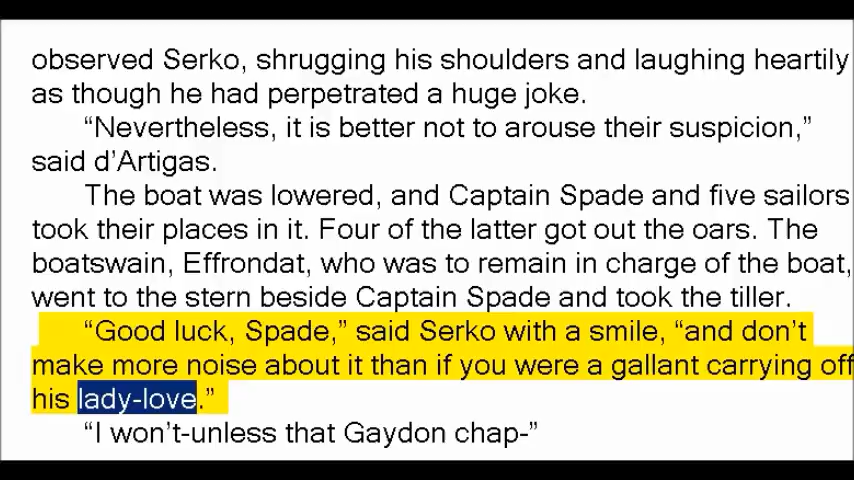 observed Serko, shrugging his shoulders and laughing heartily
as though he had perpetrated a huge joke.
“Nevertheless, it is better not to arouse their suspicion,”
said d’Artigas.
The boat was lowered, and Captain Spade and five sailors
took their places in it. Four of the latter got out the oars. The
boatswain, Effrondat, who was to remain in charge of the boat,
went to the stern beside Captain Spade and took the tiller.
“Good luck, Spade,” said Serko with a smile, “and don’t
make more noise about it than if you were a gallant carrying off
his lady-love.”
“I won’t-unless that Gaydon chap-”